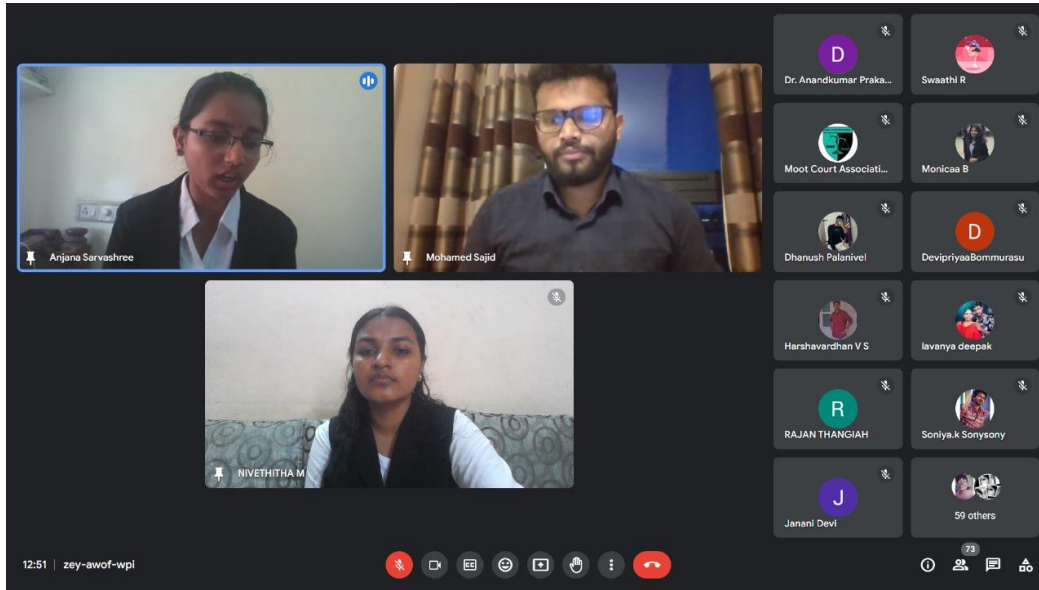 D
Dr. Anandkumar Praka...
Swaathi R
Moot Court Associati...
Monicaa B
Anjana Sarvashree
Mohamed Sajid
Dhanush Palanivel
D
DevipriyaaBommurasu
Harshavardhan V S
lavanya deepak
NIVETHITHA M
R
RAJAN THANGIAH
Soniya.k Sonysony
J
Janani Devi
59 others
12:51 | zey-awof-wpi
73